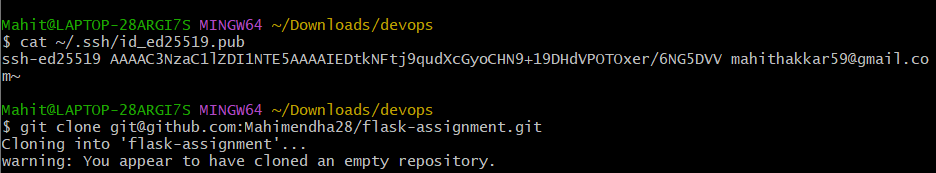 Mahit@LAPTOP-28ARGI7S MINGW64 ~/Downloads/devops
$ cat ~/.ssh/id_ed25519.pub
ssh-ed25519 AAAAC3NzaC1lZDI1NTE5AAAAIEDtkNFtj9qudXcGyoCHN9+19DHdVPOTOxer/6NG5DVV mahithakkar59@gmail.co
m~
Mahit@LAPTOP-28ARGI7S MINGW64 ~/Downloads/devops
$ git clone git@github.com:Mahimendha28/flask-assignment.git
Cloning into 'flask-assignment'...
warning: You appear to have cloned an empty repository.